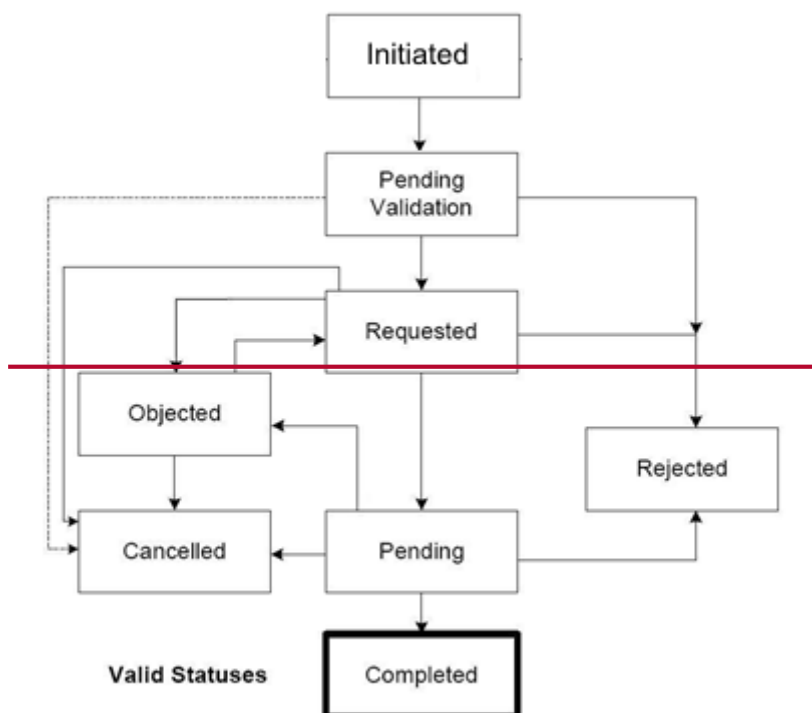 Initiated
Pending
Validation
Requested
Objected
Rejected
Cancelled
Pending
Valid Statuses
Completed